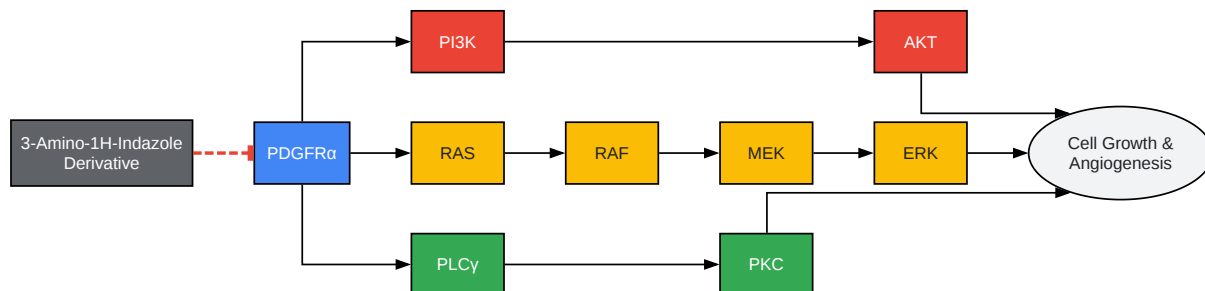 PI3K
AKT
3-Amino-1H-Indazole
Derivative
PDGFRα
RAS
RAF
MEK
ERK
Cell Growth &
Angiogenesis
PLCγ
PKC